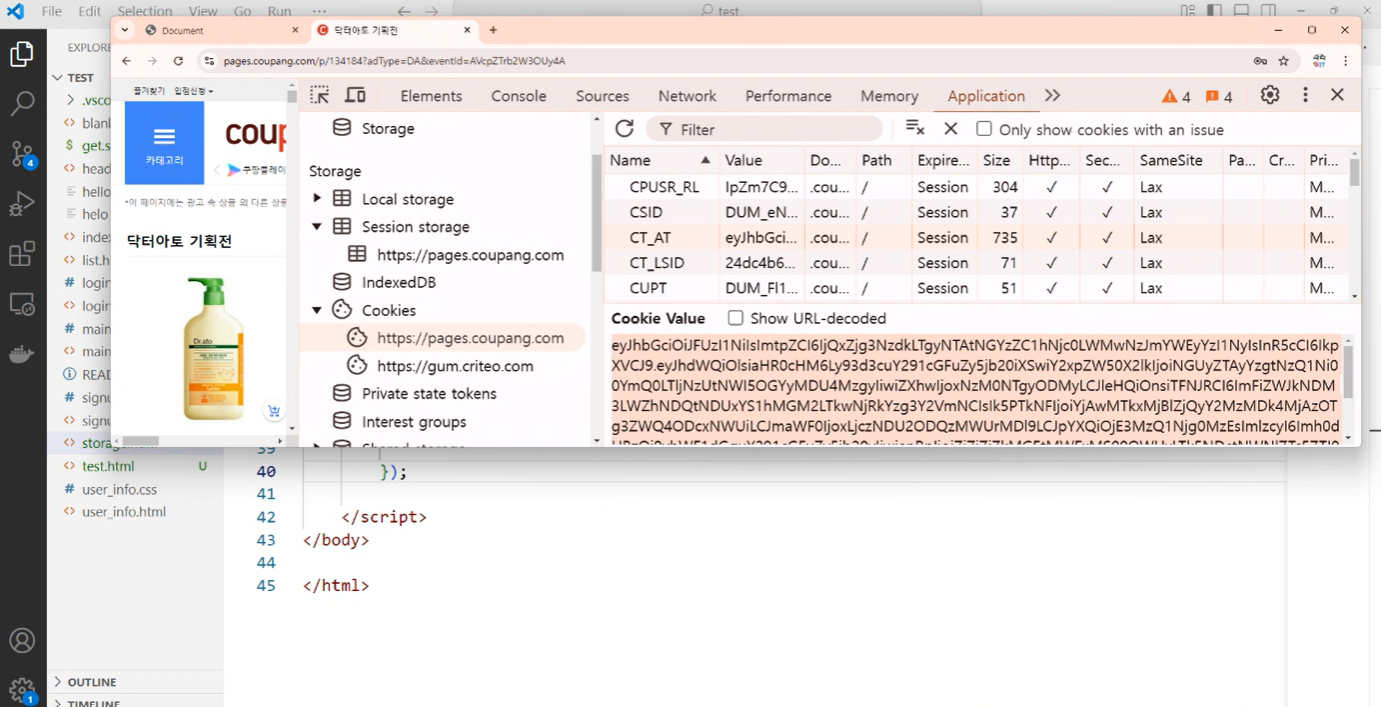 File Edit Selection View Go Run ··· test
EXPLORE
TEST
.vsco
blank
get.s
head
hello
helo
index
list.h
login
login
main
main
READ
signu
signu
stora
test.html U
user_info.css
user_info.html
OUTLINE
TIMELINE
4
1
Document
닥터아토 기획전
pages.coupang.com/p/134184?adType=DA&eventId=AVcpZTrb2W3OUy4A
즐겨찾기 입점신청
카테고리
coup
쿠팡플레이
*이 페이지에는 광고 속 상품 외 다른 상품
닥터아토 기획전
Dr.ato
Elements Console Sources Network Performance Memory Application 4 4
Storage
Storage
Local storage
Session storage
https://pages.coupang.com
IndexedDB
Cookies
https://pages.coupang.com
https://gum.criteo.com
Private state tokens
Interest groups
Shared storage
Filter Only show cookies with an issue
Name Value Do... Path Expire... Size Http... Sec... SameSite Pa... Cr... Pri...
CPUSR_RL IpZm7C9... .cou... / Session 304 ✓ ✓ Lax M...
CSID DUM_eN... .cou... / Session 37 ✓ ✓ Lax M...
CT_AT eyJhbGci... .cou... / Session 735 ✓ ✓ Lax M...
CT_LSID 24dc4b6... .cou... / Session 71 ✓ ✓ Lax M...
CUPT DUM_Fl1... .cou... / Session 51 ✓ ✓ Lax M...
Cookie Value Show URL-decoded
39
40 });
41
42 </script>
43 </body>
44
45 </html>